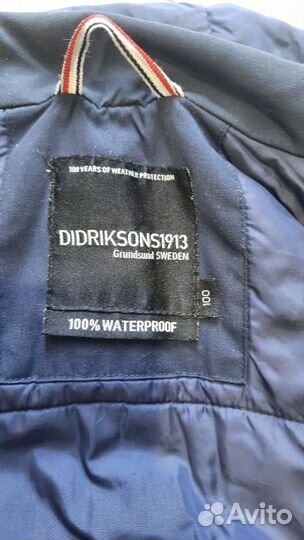 100 YEARS OF WEATHER PROTECTION
DIDRIKSONS1913
Grundsund SWEDEN
100
100% WATERPROOF
Avito